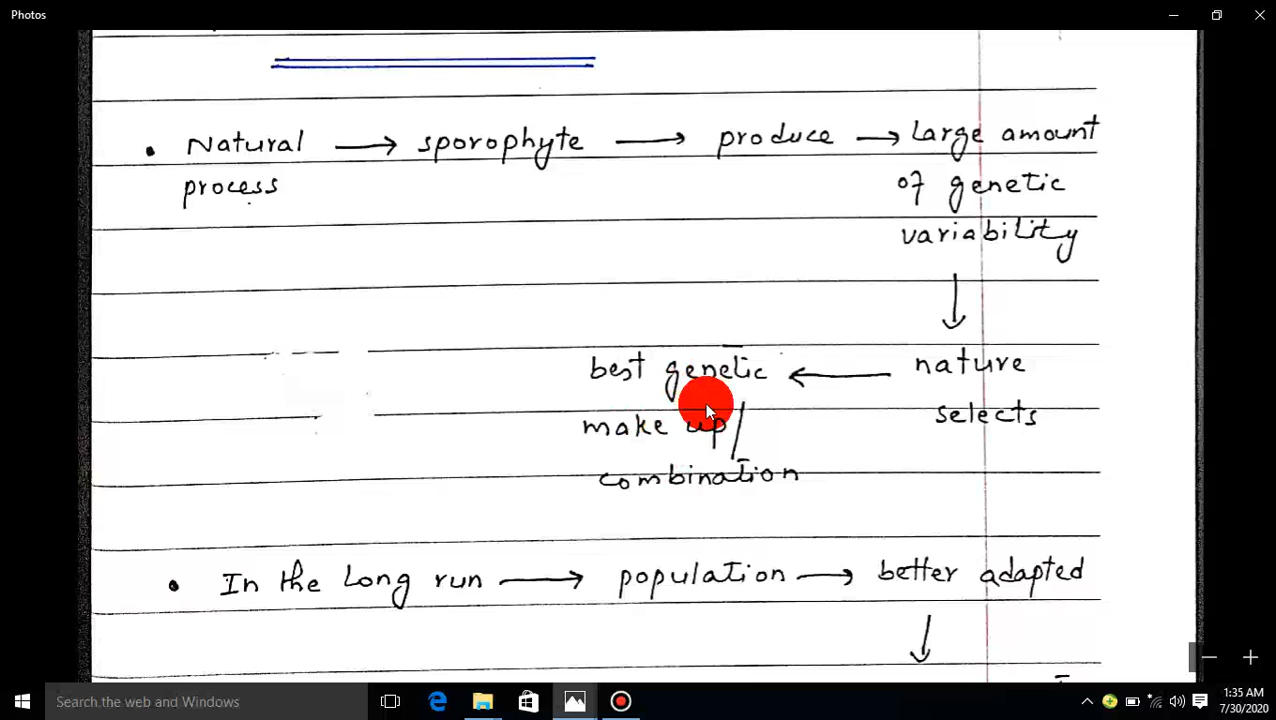 Photos
• Natural → sporophyte → produce → Large amount
process
of genetic
variability
↓
best genetic ← nature
make up/
selects
combination
• In the Long run → population → better adapted
↓
Search the web and Windows
1:35 AM
7/30/2020